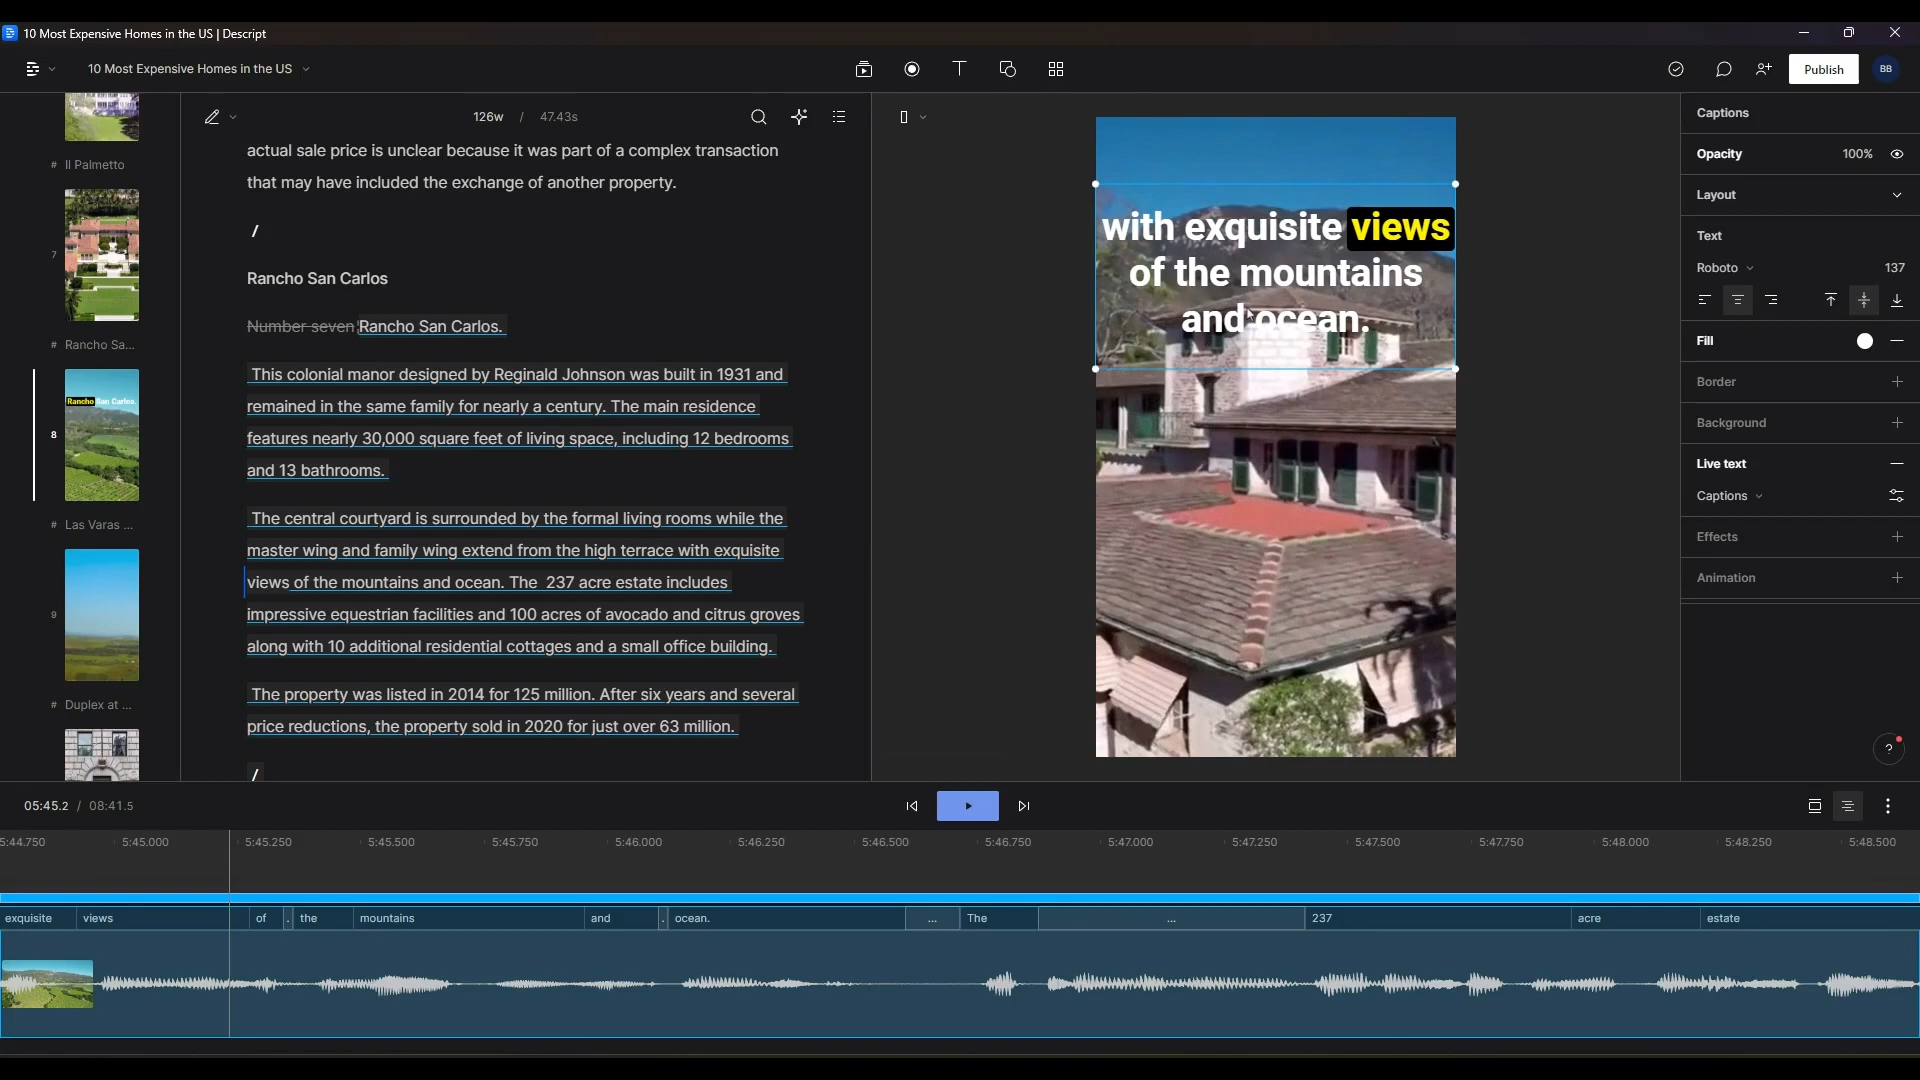 10 Most Expensive Homes in the US | Descript
10 Most Expensive Homes in the US
Publish
BB
# Il Palmetto
7
# Rancho Sa...
Rancho San Carlos.
8
# Las Varas ...
9
# Duplex at ...
126w / 47.43s
actual sale price is unclear because it was part of a complex transaction
that may have included the exchange of another property.
/
Rancho San Carlos
Number seven Rancho San Carlos.
This colonial manor designed by Reginald Johnson was built in 1931 and
remained in the same family for nearly a century. The main residence
features nearly 30,000 square feet of living space, including 12 bedrooms
and 13 bathrooms.
The central courtyard is surrounded by the formal living rooms while the
master wing and family wing extend from the high terrace with exquisite
views of the mountains and ocean. The 237 acre estate includes
impressive equestrian facilities and 100 acres of avocado and citrus groves
along with 10 additional residential cottages and a small office building.
The property was listed in 2014 for 125 million. After six years and several
price reductions, the property sold in 2020 for just over 63 million.
/
with exquisite views
of the mountains
and ocean.
Captions
Opacity 100%
Layout
Text
Roboto 137
Fill
Border
Background
Live text
Captions
Effects
Animation
?
05:45.2 / 08:41.5
5:44.750 5:45.000 5:45.250 5:45.500 5:45.750 5:46.000 5:46.250 5:46.500 5:46.750 5:47.000 5:47.250 5:47.500 5:47.750 5:48.000 5:48.250 5:48.500
exquisite views of . the mountains and . ocean. ... The ... 237 acre estate